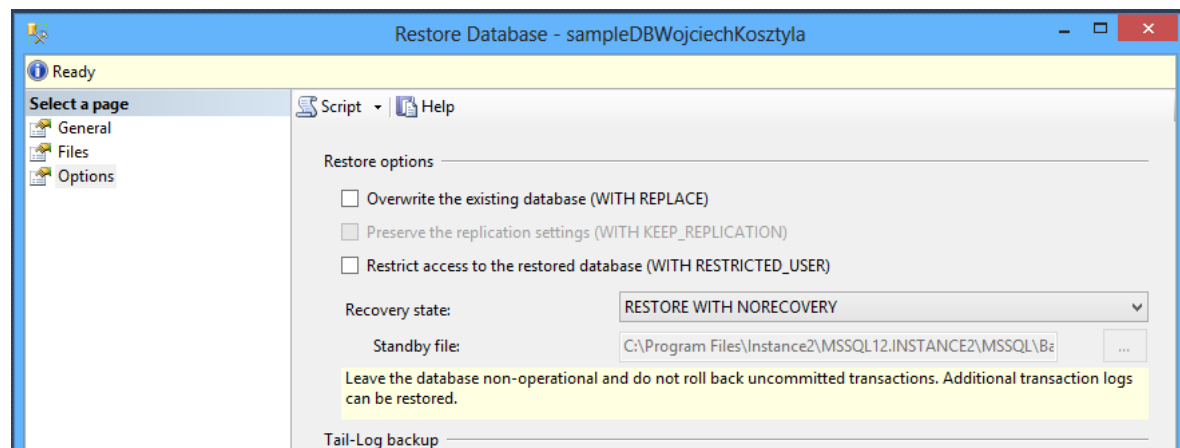 Restore Database - sampleDBWojciechKosztyla
Ready
Select a page
General
Files
Options
Script
Help
Restore options
Overwrite the existing database (WITH REPLACE)
Preserve the replication settings (WITH KEEP_REPLICATION)
Restrict access to the restored database (WITH RESTRICTED_USER)
Recovery state:
RESTORE WITH NORECOVERY
Standby file:
C:\Program Files\Instance2\MSSQL12.INSTANCE2\MSSQL\Ba
...
Leave the database non-operational and do not roll back uncommitted transactions. Additional transaction logs
can be restored.
Tail-Log backup